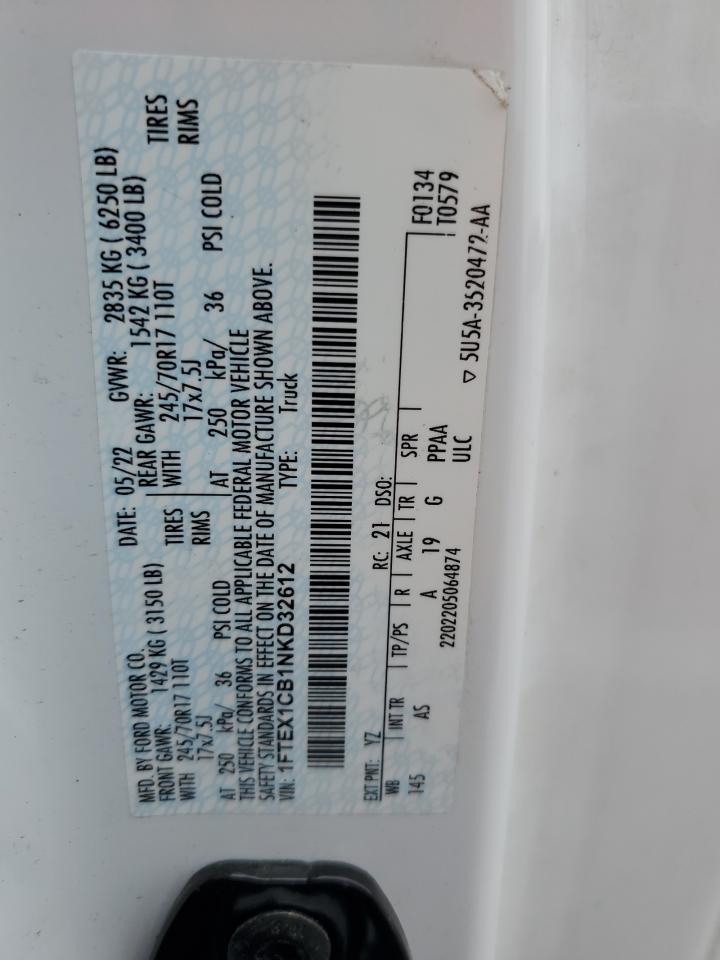 MFD. BY FORD MOTOR CO. DATE: 05/22 GVWR: 2835 KG ( 6250 LB)
FRONT GAWR: 1429 KG ( 3150 LB) REAR GAWR: 1542 KG ( 3400 LB)
WITH 245/70R17 110T TIRES WITH 245/70R17 110T TIRES
17x7.5J RIMS 17x7.5J RIMS
AT 250 kPa/ 36 PSI COLD AT 250 kPa/ 36 PSI COLD
THIS VEHICLE CONFORMS TO ALL APPLICABLE FEDERAL MOTOR VEHICLE
SAFETY STANDARDS IN EFFECT ON THE DATE OF MANUFACTURE SHOWN ABOVE.
VIN: 1FTEX1CB1NKD32612 TYPE: Truck
EXT PNT: YZ RC: 21 DSO:
WB INT TR TP/PS R AXLE TR SPR F0134
145 AS A 19 G PPAA T0579
2202205064874 ULC
▽ 5U5A-3520472-AA